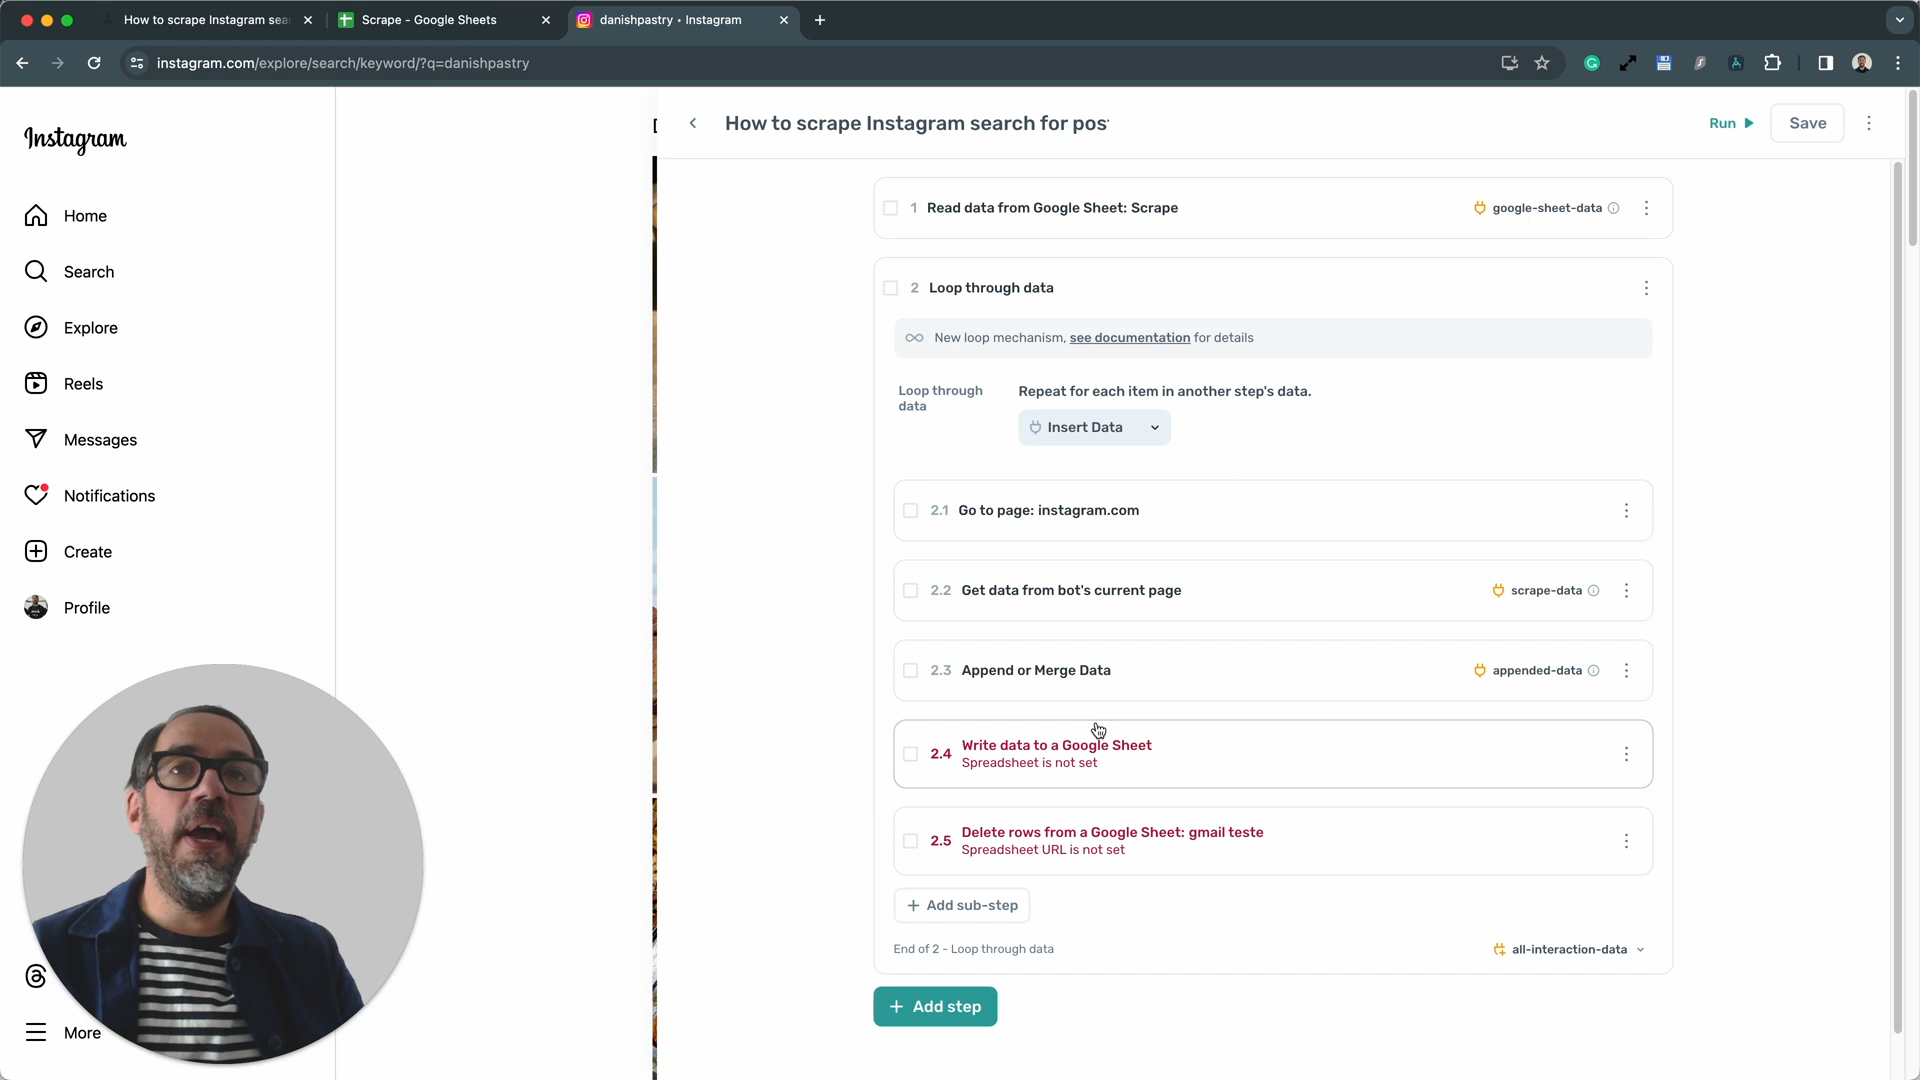 How to scrape Instagram sea
Scrape - Google Sheets
danishpastry • Instagram
instagram.com/explore/search/keyword/?q=danishpastry
Instagram
Home
Search
Explore
Reels
Messages
Notifications
Create
Profile
More
How to scrape Instagram search for pos
Run
Save
1 Read data from Google Sheet: Scrape
google-sheet-data
2 Loop through data
New loop mechanism, see documentation for details
Loop through
data
Repeat for each item in another step's data.
Insert Data
2.1 Go to page: instagram.com
2.2 Get data from bot's current page
scrape-data
2.3 Append or Merge Data
appended-data
2.4 Write data to a Google Sheet
Spreadsheet is not set
2.5 Delete rows from a Google Sheet: gmail teste
Spreadsheet URL is not set
+ Add sub-step
End of 2 - Loop through data
all-interaction-data
+ Add step